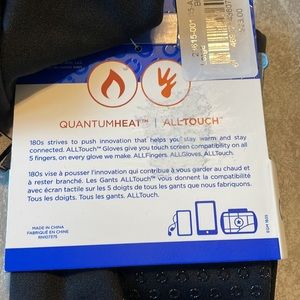 QUANTUMHEAT™ | ALLTOUCH™
180s strives to push innovation that helps you stay warm and stay
connected. ALLTouch™ Gloves give you touch screen compatibility on all
5 fingers, on every glove we make. ALLFingers. ALLGloves. ALLTouch.
180s vise à pousser l'innovation qui contribue à vous garder au chaud et
à rester branché. Les Gants ALLTouch™ vous donnent la compatibilité
avec écran tactile sur les 5 doigts de tous les gants que nous fabriquons.
Tous les doigts. Tous les gants. ALLTouch.
MADE IN CHINA
FABRIQUÉ EN CHINE